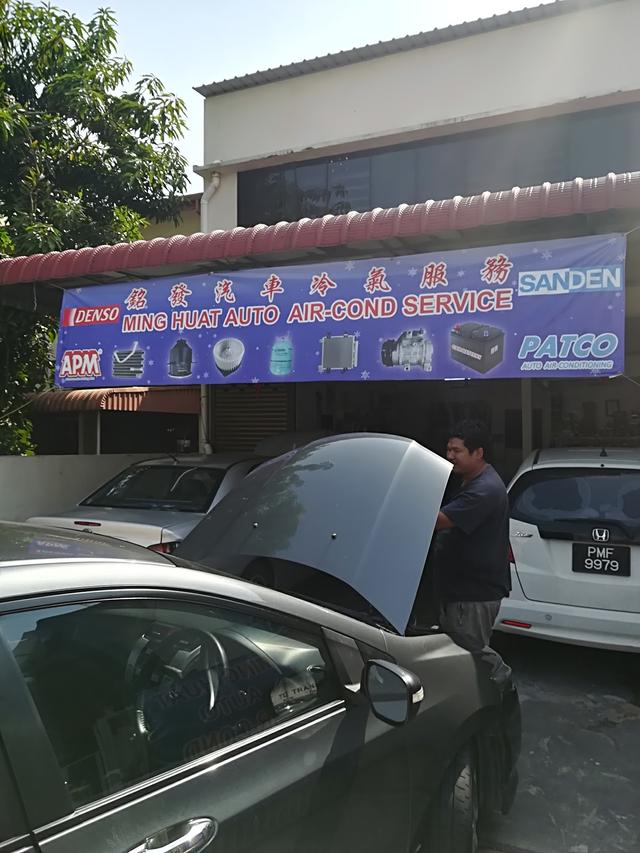 銘發汽車冷氣服務
DENSO
MING HUAT AUTO AIR-COND SERVICE
SANDEN
APM
PATCO
AUTO AIR-CONDITIONING
PMF
9979